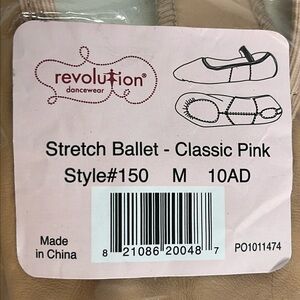 revolution®
dancewear
Stretch Ballet - Classic Pink
Style#150 M 10AD
Made
in China
8 21086 20048 7
PO1011474